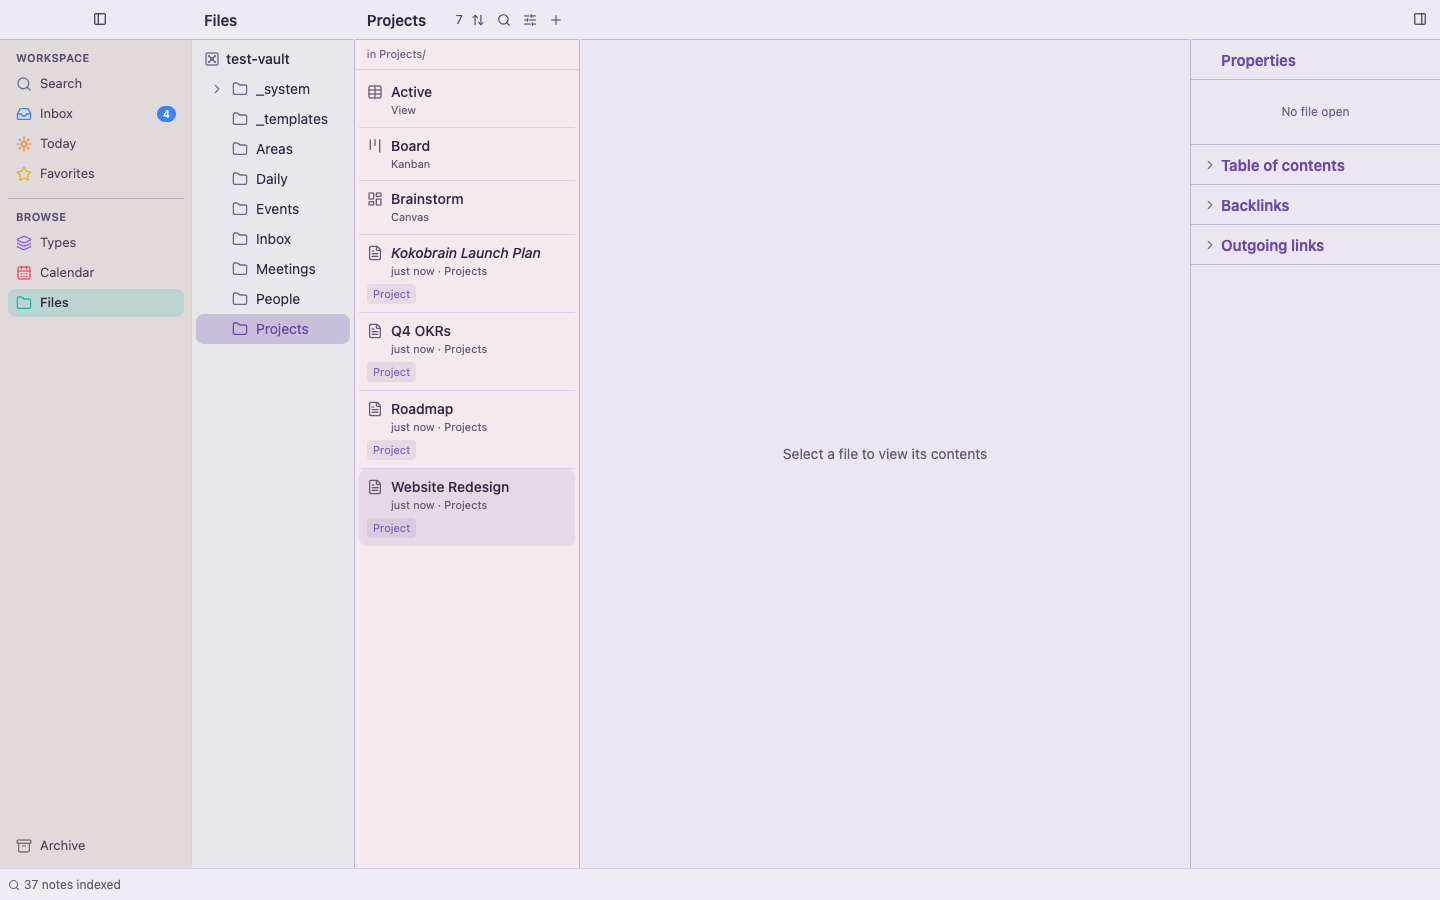 Files
Projects
7
WORKSPACE
Search
Inbox
4
Today
Favorites
BROWSE
Types
Calendar
Files
Archive
test-vault
_system
_templates
Areas
Daily
Events
Inbox
Meetings
People
Projects
in Projects/
Active
View
Board
Kanban
Brainstorm
Canvas
Kokobrain Launch Plan
just now · Projects
Project
Q4 OKRs
just now · Projects
Project
Roadmap
just now · Projects
Project
Website Redesign
just now · Projects
Project
Select a file to view its contents
Properties
No file open
Table of contents
Backlinks
Outgoing links
37 notes indexed